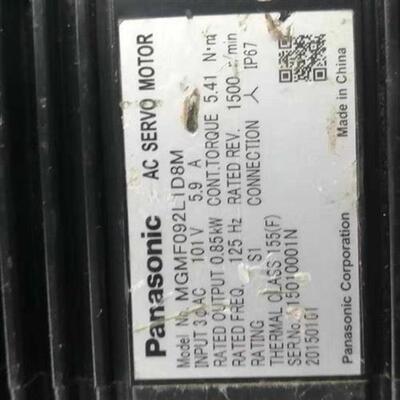 Panasonic AC SERVO MOTOR
Model No. MGMFO92L1D8M
INPUT 3φAC 101 V 5.9 A
RATED OUTPUT 0.85kW CONT.TORQUE 5.41 N·m
RATED FREQ. 125 Hz RATED REV. 1500 r/min
RATING S1 CONNECTION 人 IP67
THERMAL CLASS 155(F)
SER.No. 15010001N
20150101
Panasonic Corporation Made in China